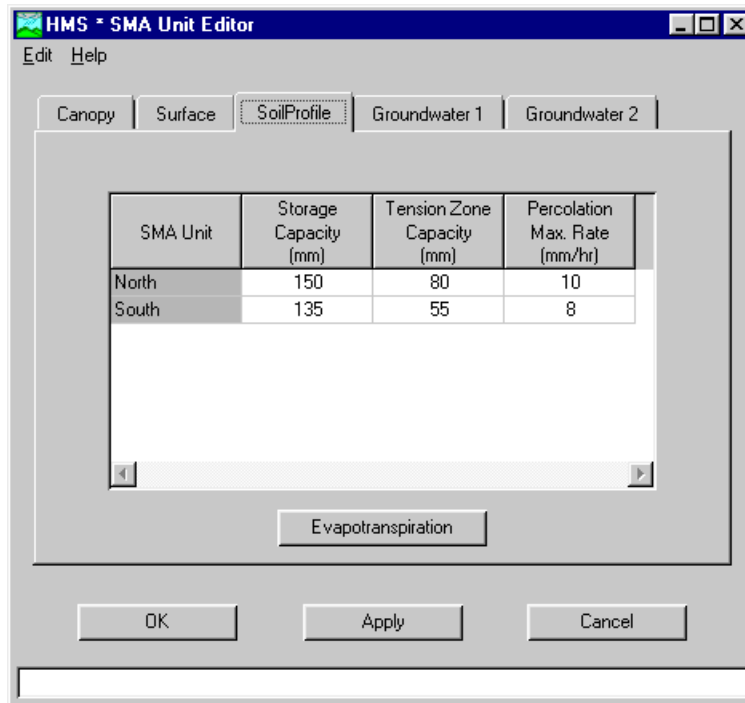 HMS * SMA Unit Editor
Edit Help
Canopy Surface SoilProfile Groundwater 1 Groundwater 2
SMA Unit
Storage Capacity (mm)
Tension Zone Capacity (mm)
Percolation Max. Rate (mm/hr)
North 150 80 10
South 135 55 8
Evapotranspiration
OK Apply Cancel